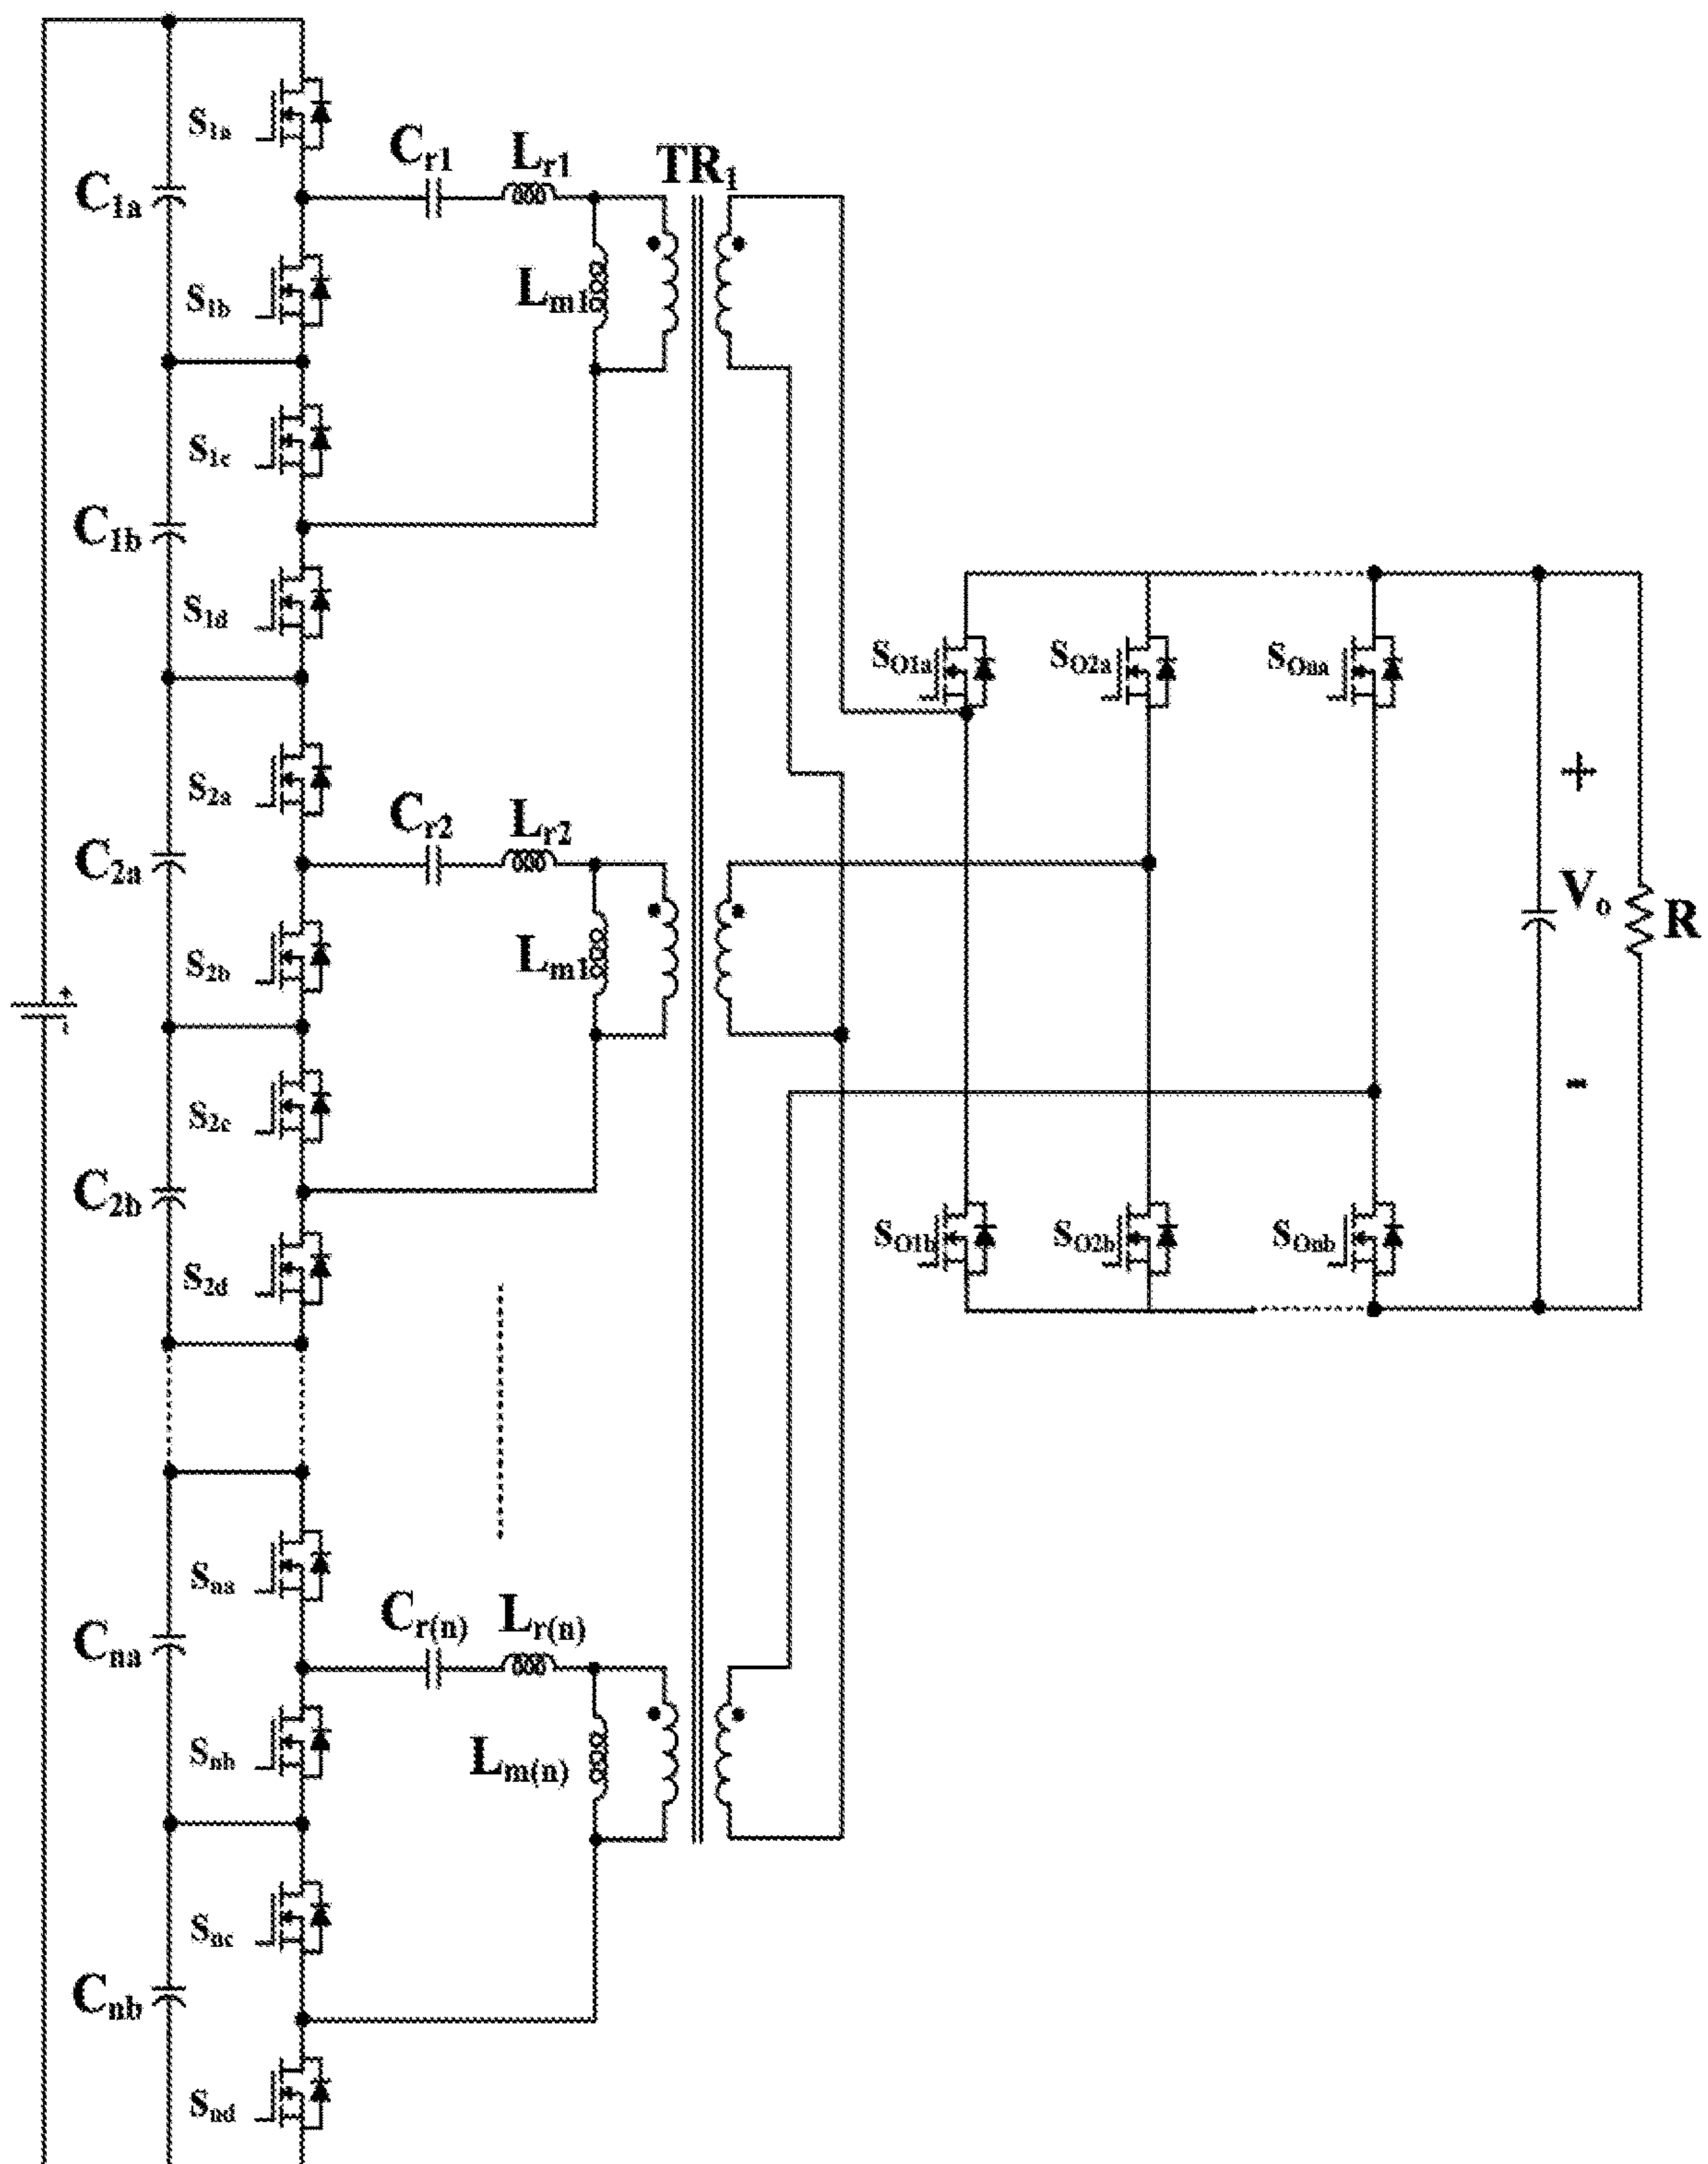 S1a
Cr1
Lr1
TR1
C1a
S1b
Lm1
S1c
C1b
S1d
SO1a
SO2a
SOna
S2a
Cr2
Lr2
C2a
+
Vo
R
S2b
Lm1
+
-
S2c
-
C2b
SO1b
SO2b
SOnb
S2d
Sna
Cr(n)
Lr(n)
Cna
Snb
Lm(n)
Snc
Cnb
Snd